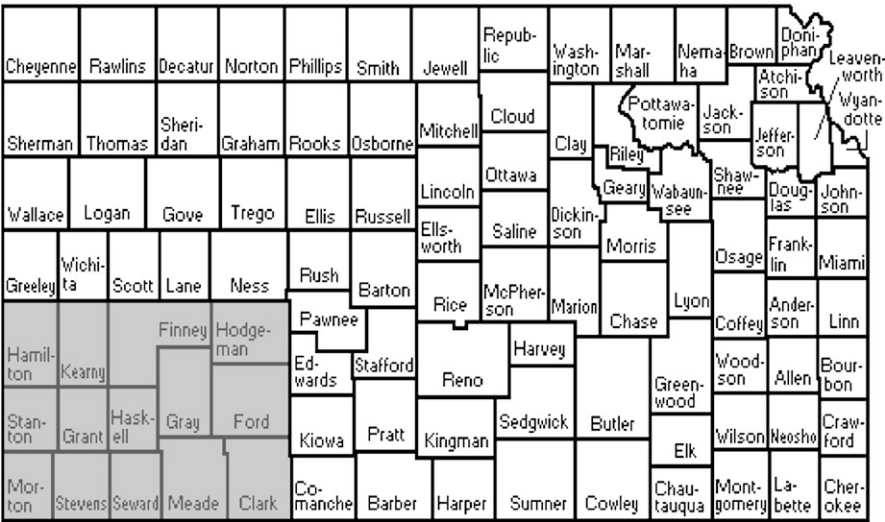 Cheyenne
Rawlins
Decatur
Norton
Phillips
Smith
Jewell
Repub-
lic
Wash-
ington
Mar-
shall
Nema-
ha
Brown
Doni-
phan
Leaven-
worth
Atchi-
son
Wyan-
dotte
Sherman
Thomas
Sheri-
dan
Graham
Rooks
Osborne
Mitchell
Cloud
Clay
Pottawa-
tomie
Riley
Jack-
son
Jeffer-
son
Wallace
Logan
Gove
Trego
Ellis
Russell
Lincoln
Ottawa
Ells-
worth
Saline
Dickin-
son
Geary
Wabaun-
see
Shaw-
nee
Doug-
las
John-
son
Morris
Osage
Frank-
lin
Miami
Greeley
Wichi-
ta
Scott
Lane
Ness
Rush
Barton
Rice
McPher-
son
Marion
Chase
Lyon
Coffey
Ander-
son
Linn
Hamil-
ton
Kearny
Finney
Hodge-
man
Pawnee
Ed-
wards
Stafford
Reno
Harvey
Green-
wood
Wood-
son
Allen
Bour-
bon
Stan-
ton
Grant
Hask-
ell
Gray
Ford
Kiowa
Pratt
Kingman
Sedgwick
Butler
Elk
Wilson
Neosho
Craw-
ford
Mor-
ton
Stevens
Seward
Meade
Clark
Co-
manche
Barber
Harper
Sumner
Cowley
Chau-
tauqua
Mont-
gomery
La-
bette
Cher-
okee